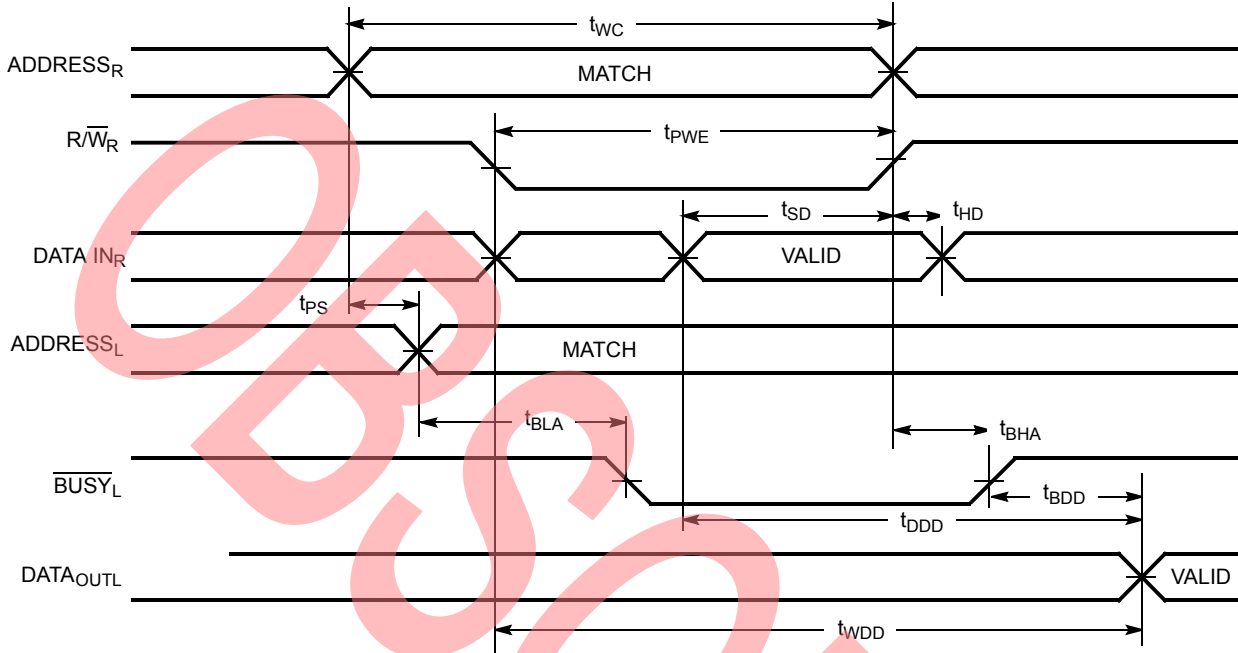 tWC
ADDRESSR
MATCH
R/WR
tPWE
tSD
tHD
DATA INR
VALID
tPS
ADDRESSL
MATCH
tBLA
tBHA
BUSYL
tBDD
tDDD
DATAOUTL
VALID
tWDD